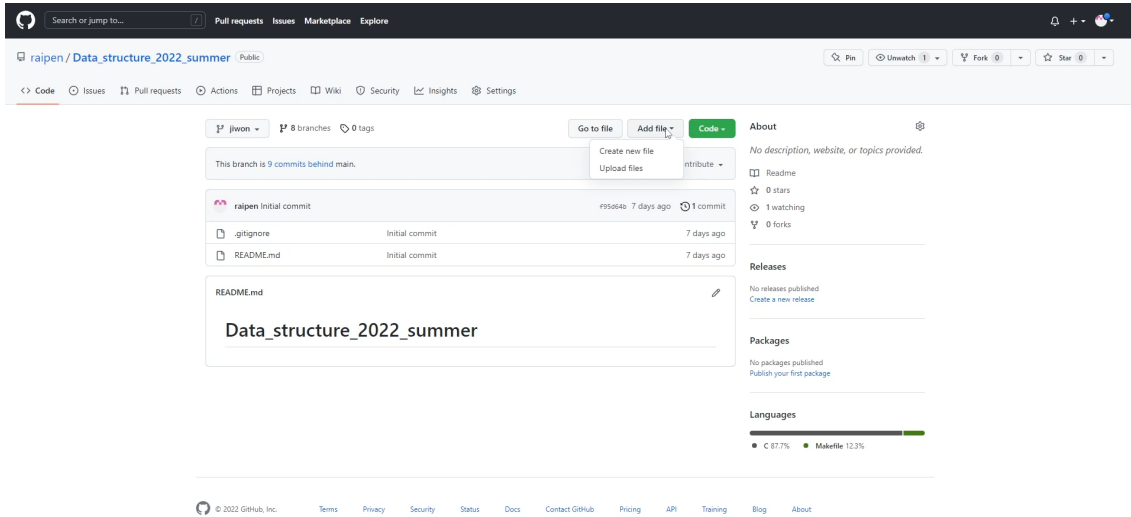 Search or jump to... / Pull requests Issues Marketplace Explore
raipen / Data_structure_2022_summer Public Pin Unwatch 1 Fork 0 Star 0
<> Code Issues Pull requests Actions Projects Wiki Security Insights Settings
jiwon 8 branches 0 tags Go to file Add file Code
Create new file
Upload files
This branch is 9 commits behind main. ntribute
raipen Initial commit f95d64b 7 days ago 1 commit
.gitignore Initial commit 7 days ago
README.md Initial commit 7 days ago
README.md
Data_structure_2022_summer
About
No description, website, or topics provided.
Readme
0 stars
1 watching
0 forks
Releases
No releases published
Create a new release
Packages
No packages published
Publish your first package
Languages
C 87.7% Makefile 12.3%
© 2022 GitHub, Inc. Terms Privacy Security Status Docs Contact GitHub Pricing API Training Blog About